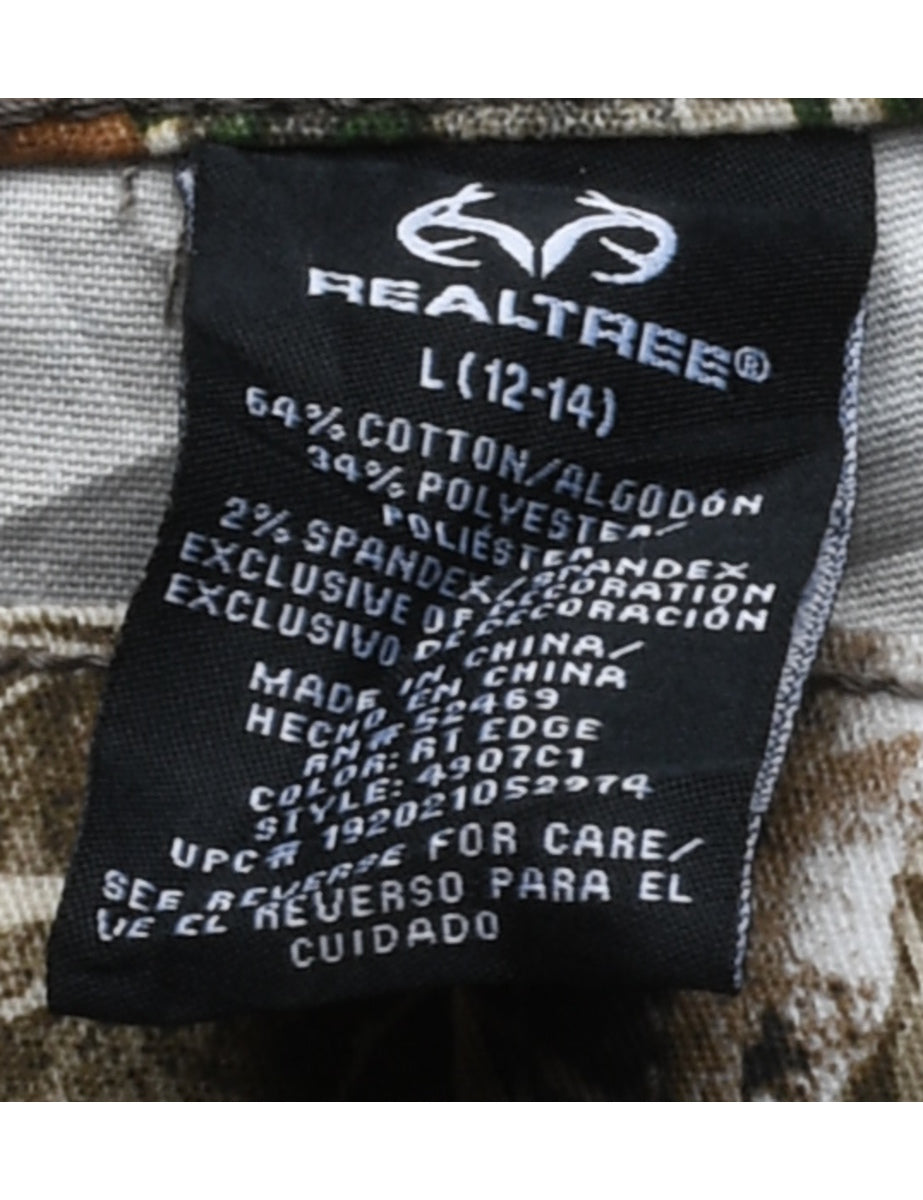 REALTREE®
L (12-14)
64% COTTON/ALGODÓN
34% POLYESTER/
POLIÉSTER
2% SPANDEX/SPANDEX
EXCLUSIVE OF DECORATION
EXCLUSIVO DE DECORACIÓN
MADE IN CHINA/
HECHO EN CHINA
RN# 52469
COLOR: RT EDGE
STYLE: 4907C1
UPC# 192021052974
SEE REVERSE FOR CARE/
VE EL REVERSO PARA EL
CUIDADO